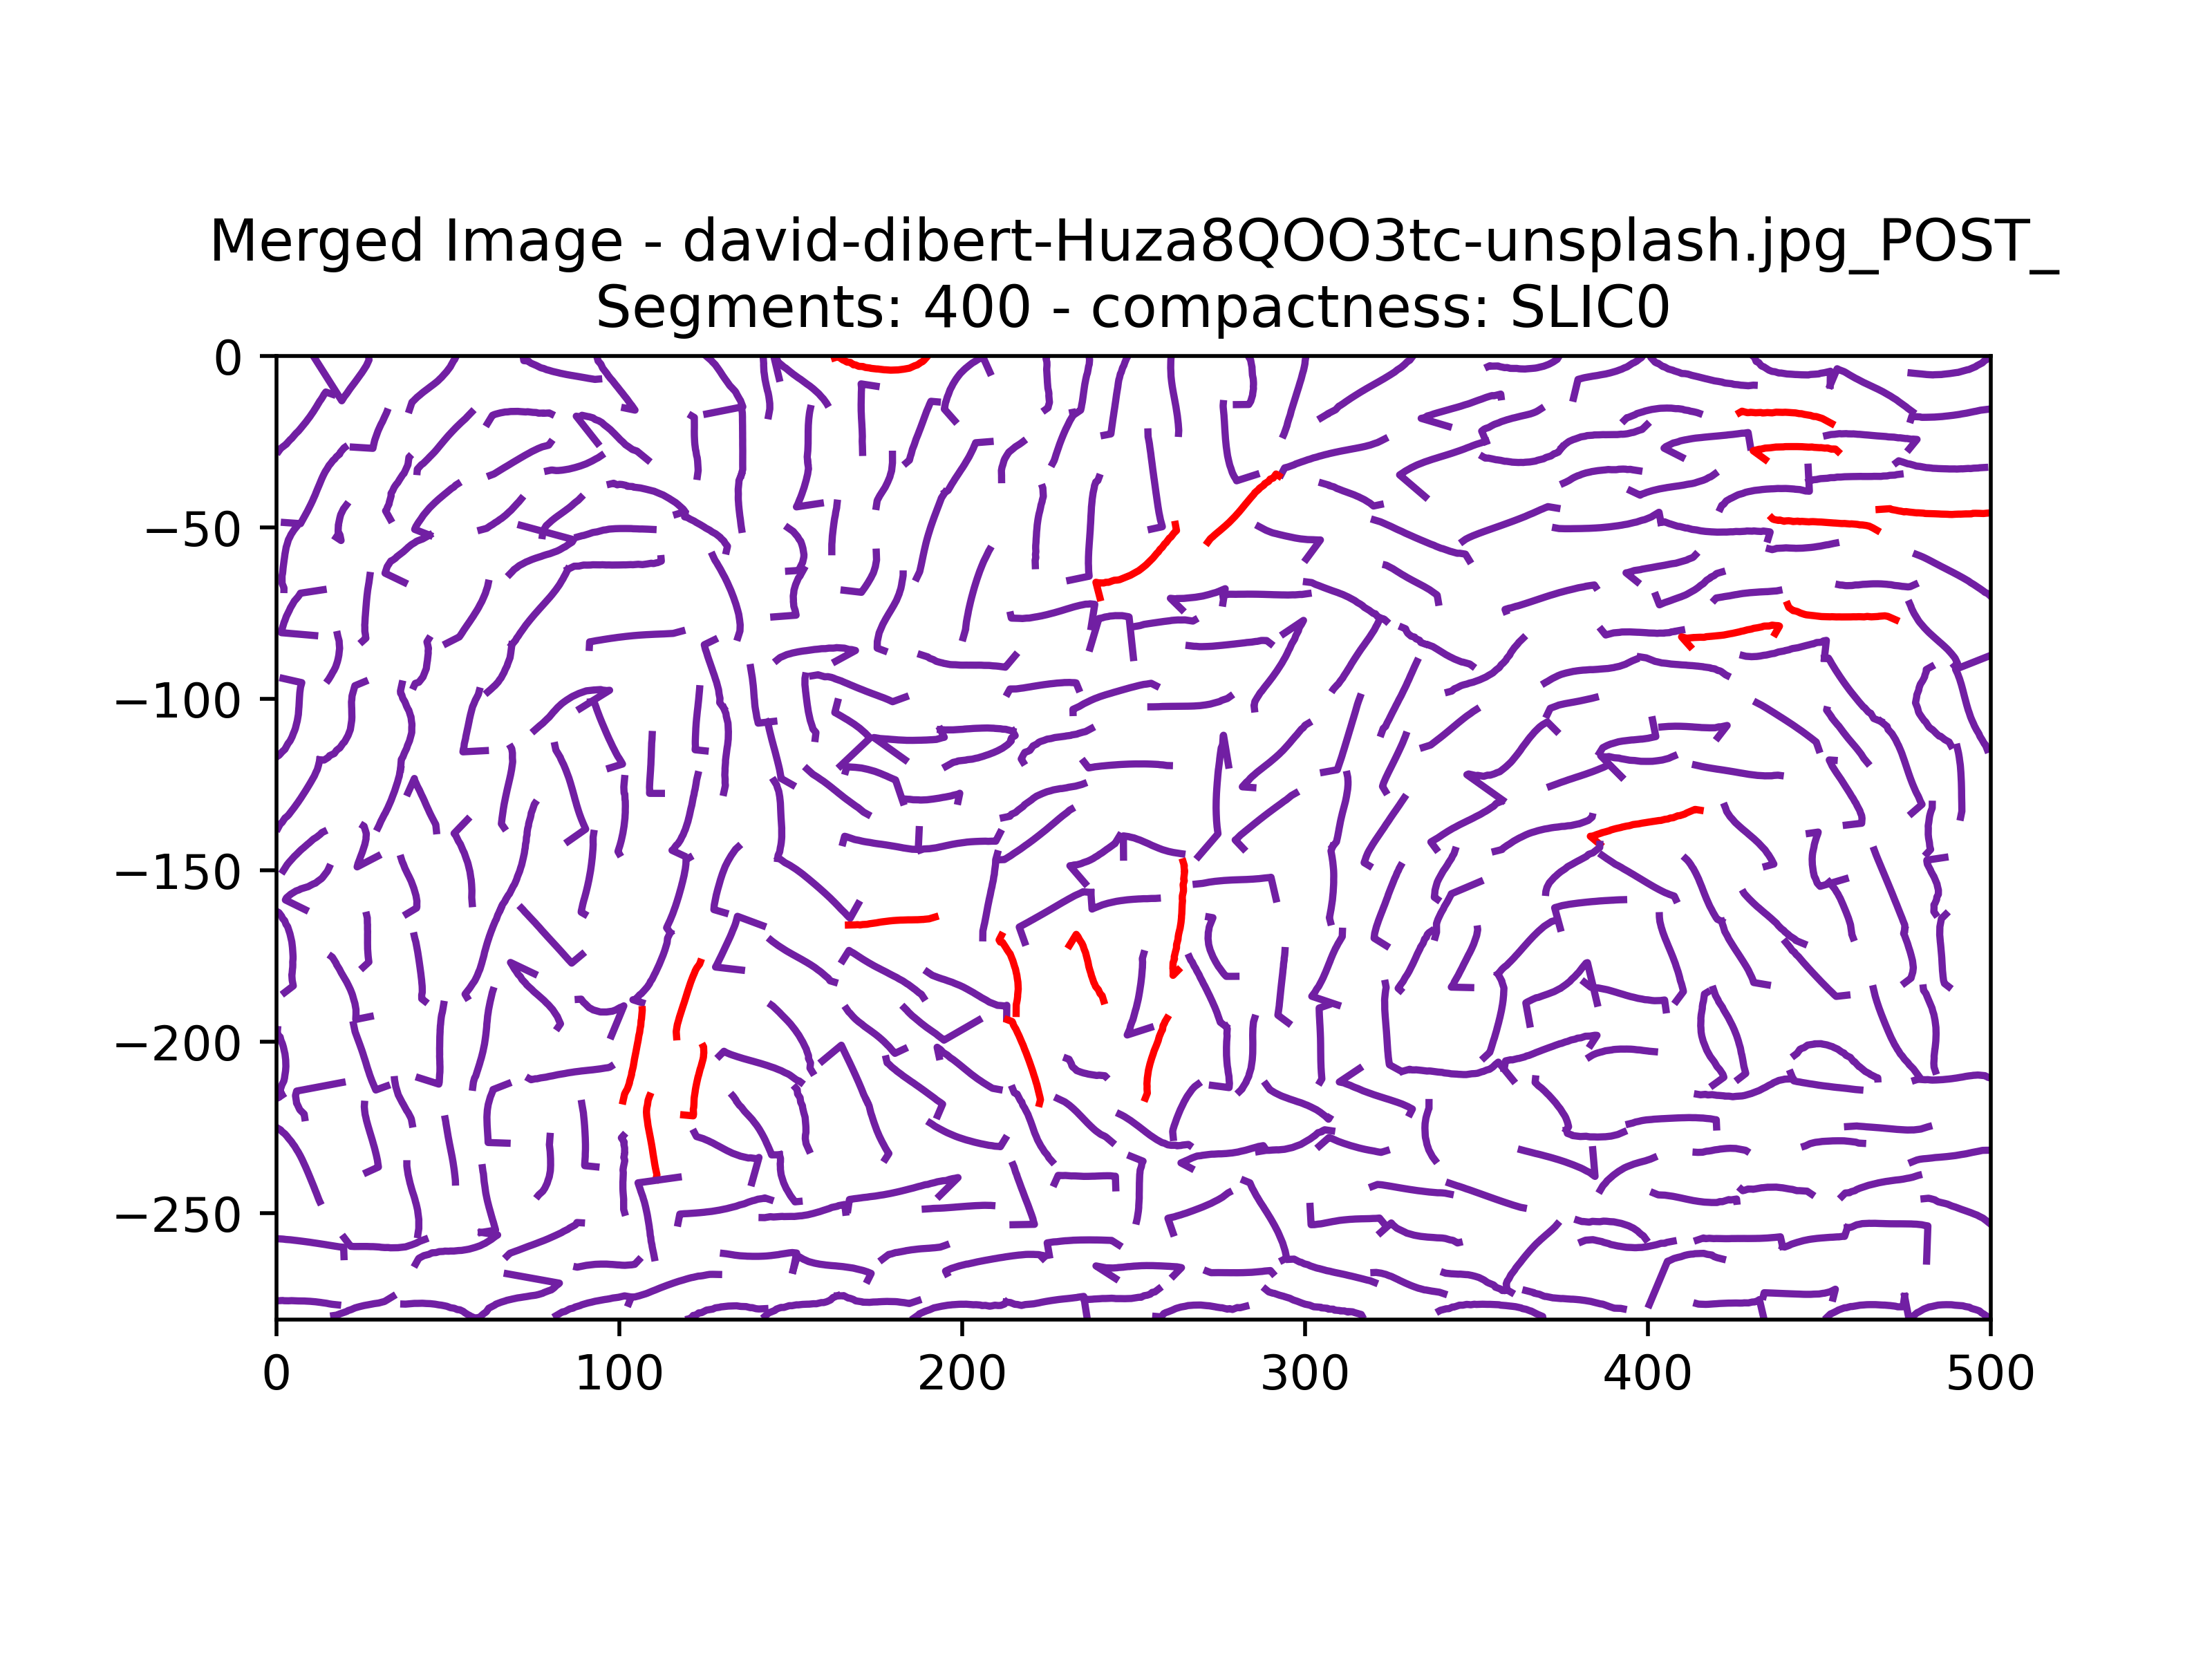 Merged Image - david-dibert-Huza8QOO3tc-unsplash.jpg_POST_
Segments: 400 - compactness: SLIC0
0
−50
−100
−150
−200
−250
0 100 200 300 400 500